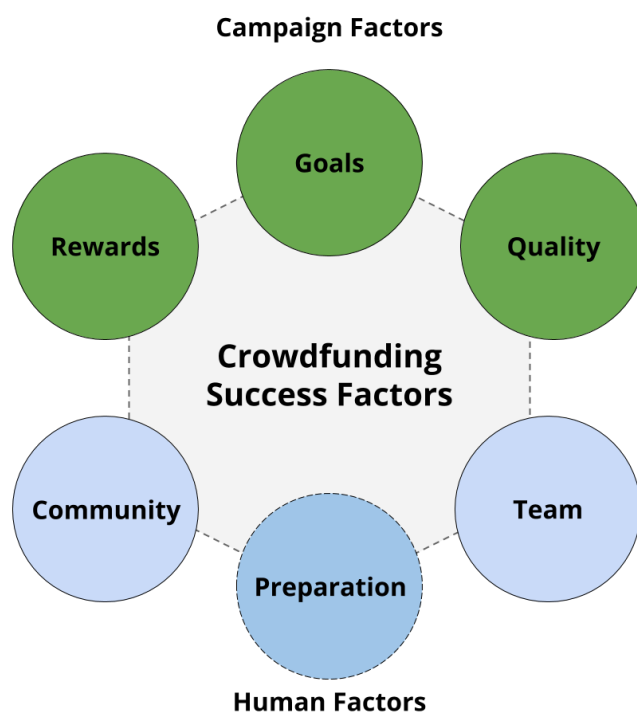 Campaign Factors
Goals
Rewards
Quality
Crowdfunding
Success Factors
Community
Team
Preparation
Human Factors